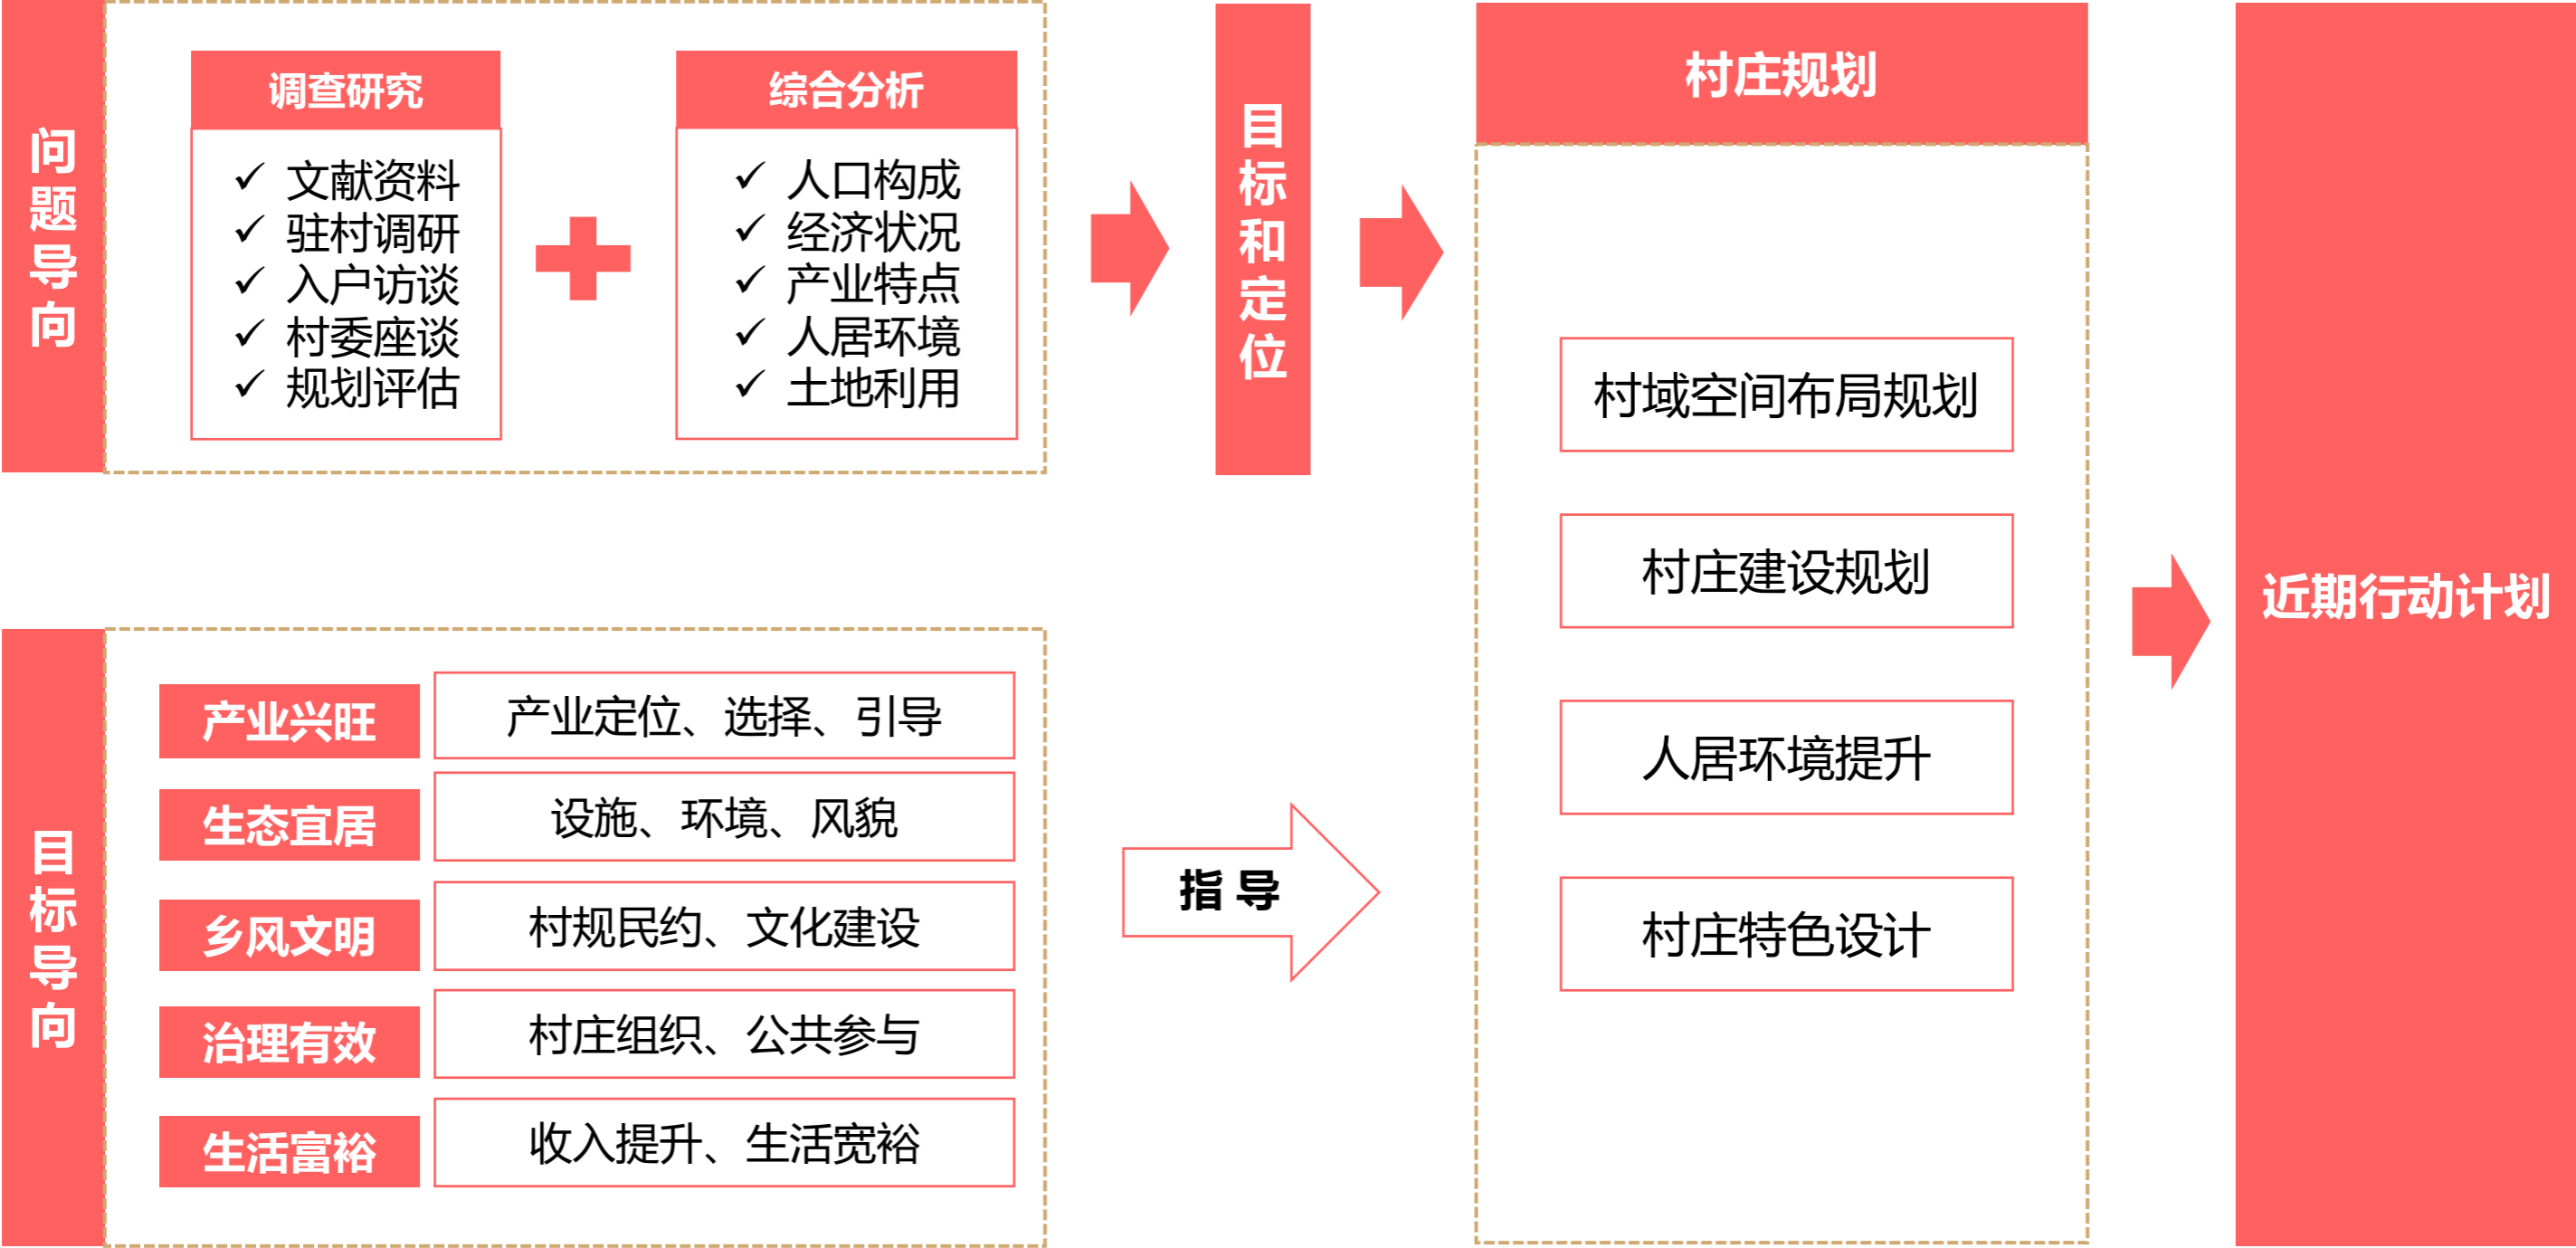 问题导向
调查研究
文献资料
驻村调研
入户访谈
村委座谈
规划评估
综合分析
人口构成
经济状况
产业特点
人居环境
土地利用
目标和定位
目标导向
产业兴旺
产业定位、选择、引导
生态宜居
设施、环境、风貌
乡风文明
村规民约、文化建设
治理有效
村庄组织、公共参与
生活富裕
收入提升、生活宽裕
指 导
村庄规划
村域空间布局规划
村庄建设规划
人居环境提升
村庄特色设计
近期行动计划